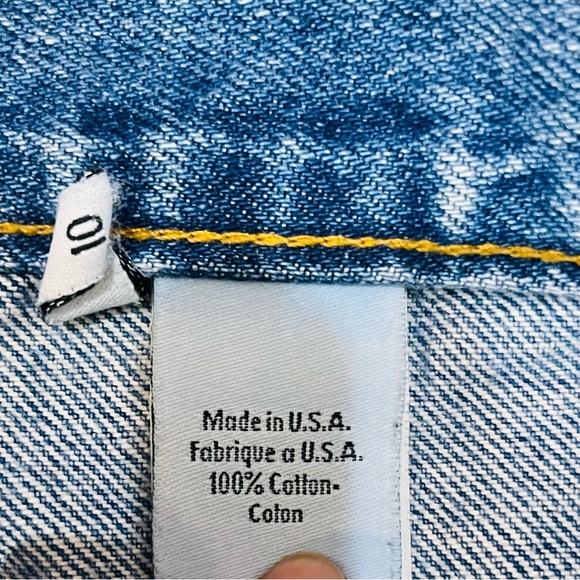 10
Made in U.S.A.
Fabrique a U.S.A.
100% Cotton-
Coton